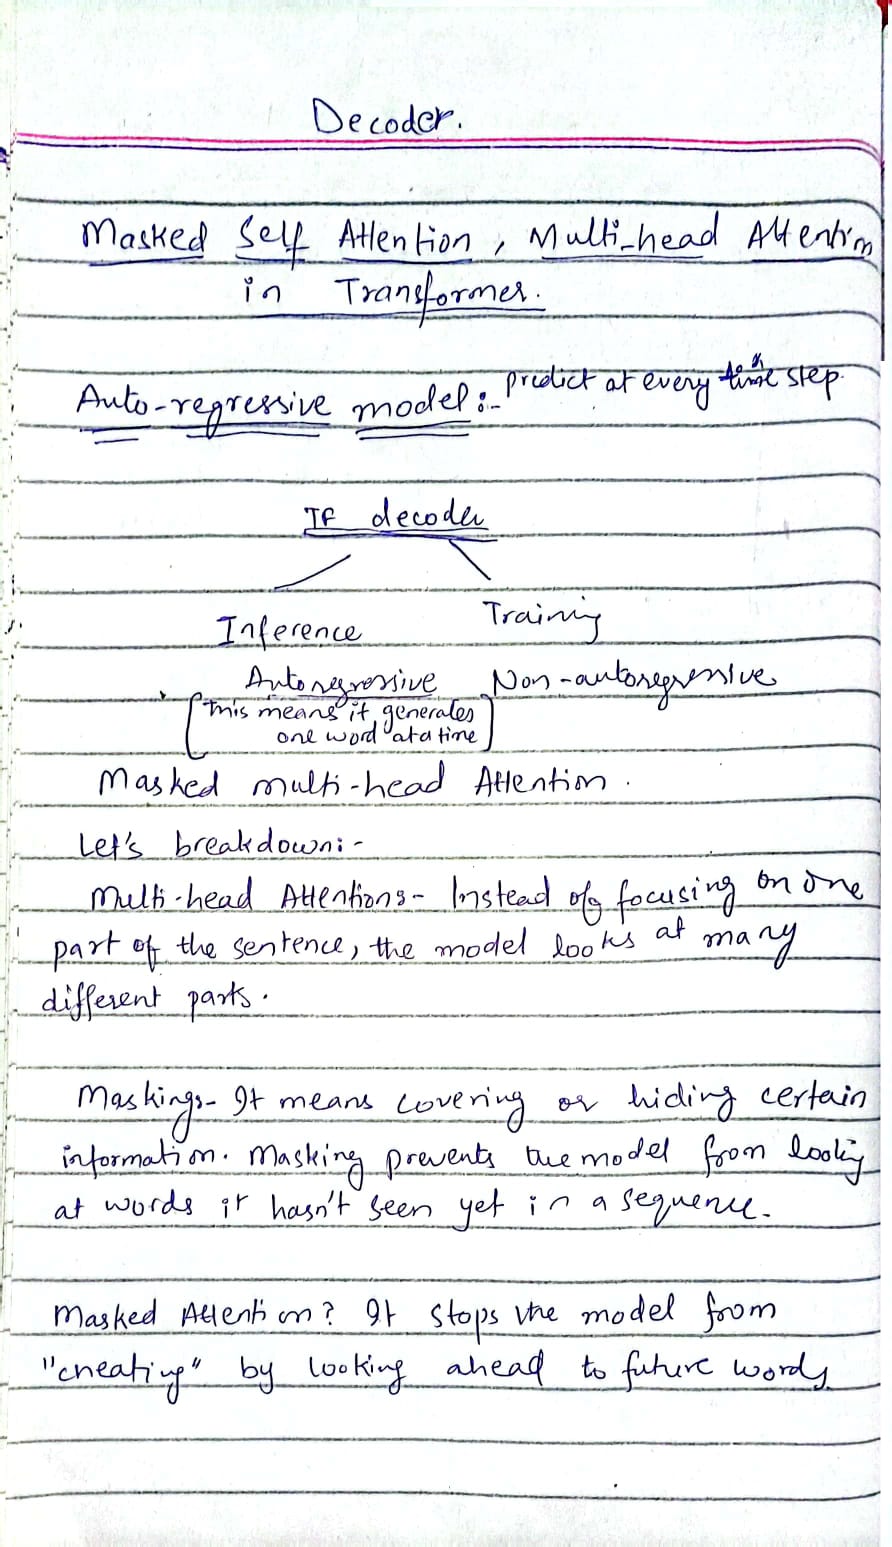 Decoder.
Masked Self Attention, Multi-head Attention
in Transformer.
Auto-regressive model:- predict at every time step.
TF decoder
Inference Training
Autoregressive Non-autoregressive
[This means it generates
one word at a time]
Masked multi-head Attention.
Let's breakdown:-
Multi-head Attention:- Instead of focusing on one
part of the sentence, the model looks at many
different parts.
Masking:- It means covering or hiding certain
information. Masking prevents the model from looking
at words it hasn't seen yet in a sequence.
Masked Attention? It stops the model from
"cheating" by looking ahead to future words.